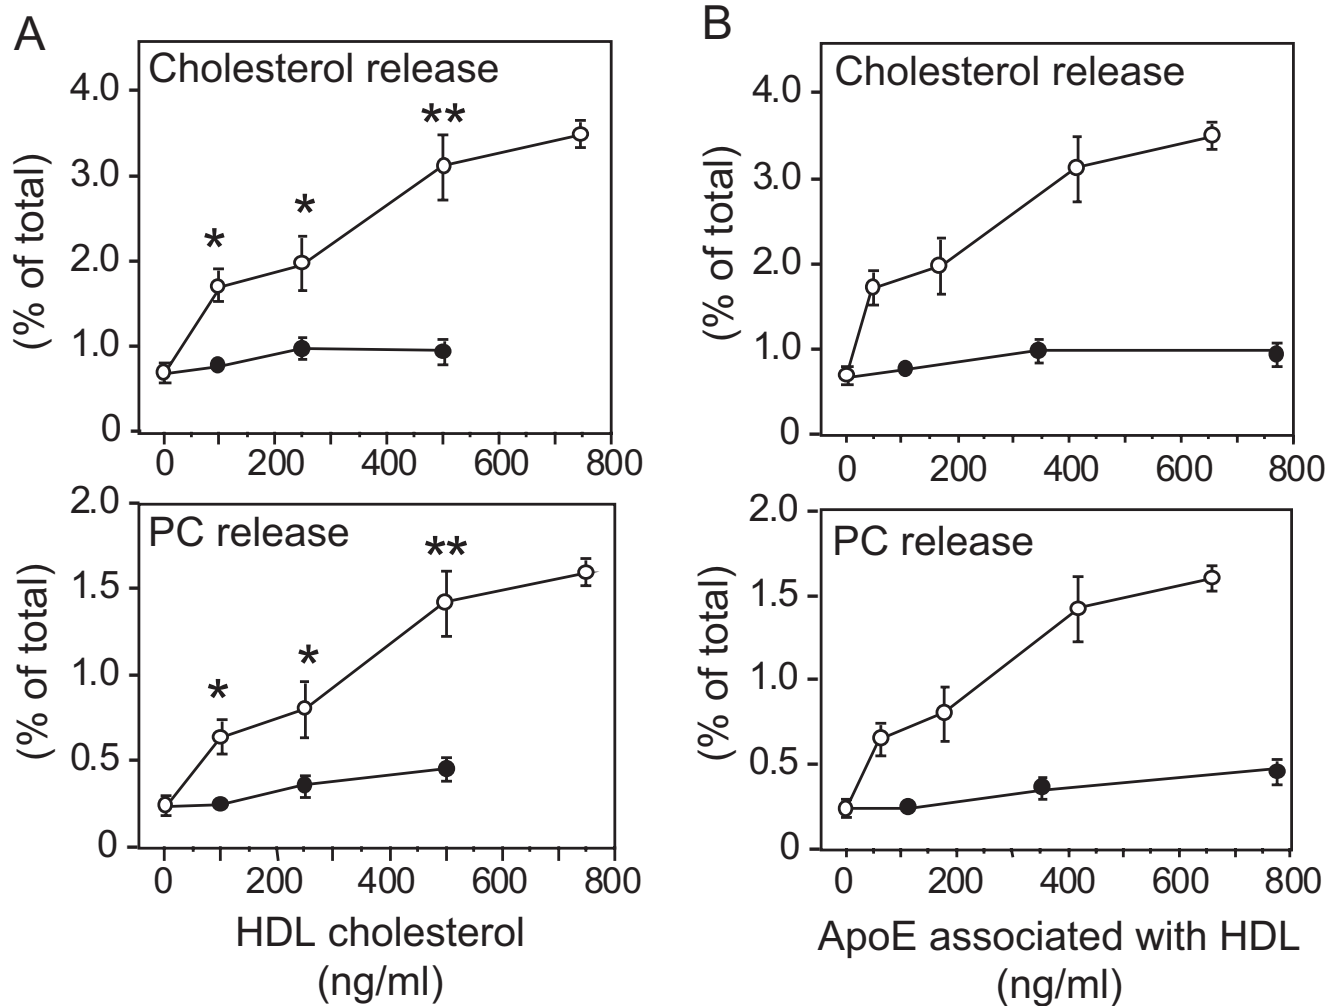 A
Cholesterol release
(% of total)
4.0
3.0
2.0
1.0
0
*
*
**
0 200 400 600 800
PC release
(% of total)
2.0
1.5
1.0
0.5
0
*
*
**
0 200 400 600 800
HDL cholesterol
(ng/ml)
B
Cholesterol release
(% of total)
4.0
3.0
2.0
1.0
0
0 200 400 600 800
PC release
(% of total)
2.0
1.5
1.0
0.5
0
0 200 400 600 800
ApoE associated with HDL
(ng/ml)